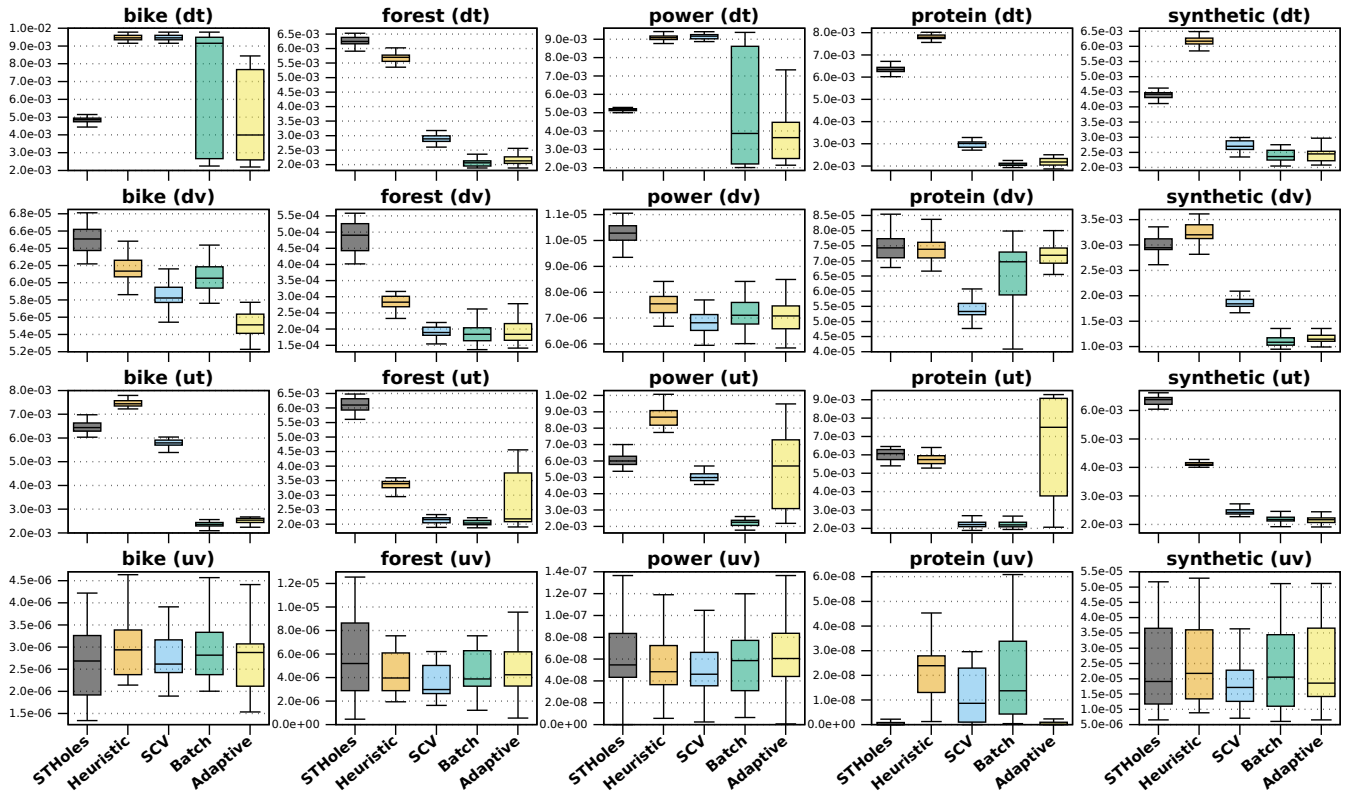 bike (dt) forest (dt) power (dt) protein (dt) synthetic (dt)
1.0e-02
9.0e-03
8.0e-03
7.0e-03
6.0e-03
5.0e-03
4.0e-03
3.0e-03
2.0e-03
6.5e-03
6.0e-03
5.5e-03
5.0e-03
4.5e-03
4.0e-03
3.5e-03
3.0e-03
2.5e-03
2.0e-03
9.0e-03
8.0e-03
7.0e-03
6.0e-03
5.0e-03
4.0e-03
3.0e-03
2.0e-03
8.0e-03
7.0e-03
6.0e-03
5.0e-03
4.0e-03
3.0e-03
2.0e-03
6.5e-03
6.0e-03
5.5e-03
5.0e-03
4.5e-03
4.0e-03
3.5e-03
3.0e-03
2.5e-03
2.0e-03
bike (dv) forest (dv) power (dv) protein (dv) synthetic (dv)
6.8e-05
6.5e-05
6.2e-05
6.0e-05
5.8e-05
5.5e-05
5.2e-05
5.5e-04
5.0e-04
4.5e-04
4.0e-04
3.5e-04
3.0e-04
2.5e-04
2.0e-04
1.5e-04
1.1e-05
1.0e-05
9.0e-06
8.0e-06
7.0e-06
6.0e-06
8.5e-05
8.0e-05
7.5e-05
7.0e-05
6.5e-05
6.0e-05
5.5e-05
5.0e-05
4.5e-05
4.0e-05
3.5e-03
3.0e-03
2.5e-03
2.0e-03
1.5e-03
1.0e-03
bike (ut) forest (ut) power (ut) protein (ut) synthetic (ut)
8.0e-03
7.0e-03
6.0e-03
5.0e-03
4.0e-03
3.0e-03
2.0e-03
6.5e-03
6.0e-03
5.5e-03
5.0e-03
4.5e-03
4.0e-03
3.5e-03
3.0e-03
2.5e-03
2.0e-03
1.0e-02
9.0e-03
8.0e-03
7.0e-03
6.0e-03
5.0e-03
4.0e-03
3.0e-03
2.0e-03
9.0e-03
8.0e-03
7.0e-03
6.0e-03
5.0e-03
4.0e-03
3.0e-03
2.0e-03
6.0e-03
5.0e-03
4.0e-03
3.0e-03
2.0e-03
bike (uv) forest (uv) power (uv) protein (uv) synthetic (uv)
4.5e-06
4.0e-06
3.5e-06
3.0e-06
2.5e-06
2.0e-06
1.5e-06
1.2e-05
1.0e-05
8.0e-06
6.0e-06
4.0e-06
2.0e-06
0.0e+00
1.4e-07
1.2e-07
1.0e-07
8.0e-08
6.0e-08
4.0e-08
2.0e-08
0.0e+00
6.0e-08
5.0e-08
4.0e-08
3.0e-08
2.0e-08
1.0e-08
0.0e+00
5.5e-05
5.0e-05
4.5e-05
4.0e-05
3.5e-05
3.0e-05
2.5e-05
2.0e-05
1.5e-05
1.0e-05
5.0e-06
STHoles Heuristic SCV Batch Adaptive
STHoles Heuristic SCV Batch Adaptive
STHoles Heuristic SCV Batch Adaptive
STHoles Heuristic SCV Batch Adaptive
STHoles Heuristic SCV Batch Adaptive